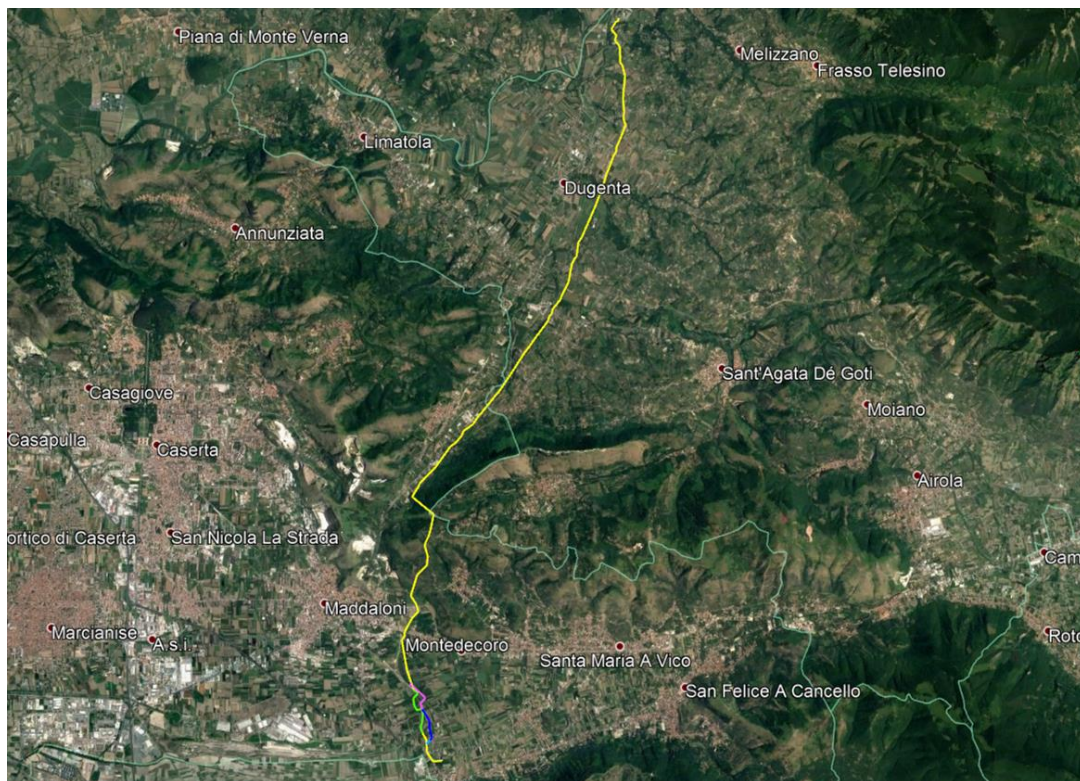 Piana di Monte Verna
Melizzano
Frasso Telesino
Limatola
Dugenta
Annunziata
Sant'Agata Dé Goti
Casagiove
Moiano
Casapulla
Caserta
Airola
ortico di Caserta
San Nicola La Strada
Cam
Maddaloni
Marcianise
A.s.i.
Montedecoro
Roto
Santa Maria A Vico
San Felice A Cancello